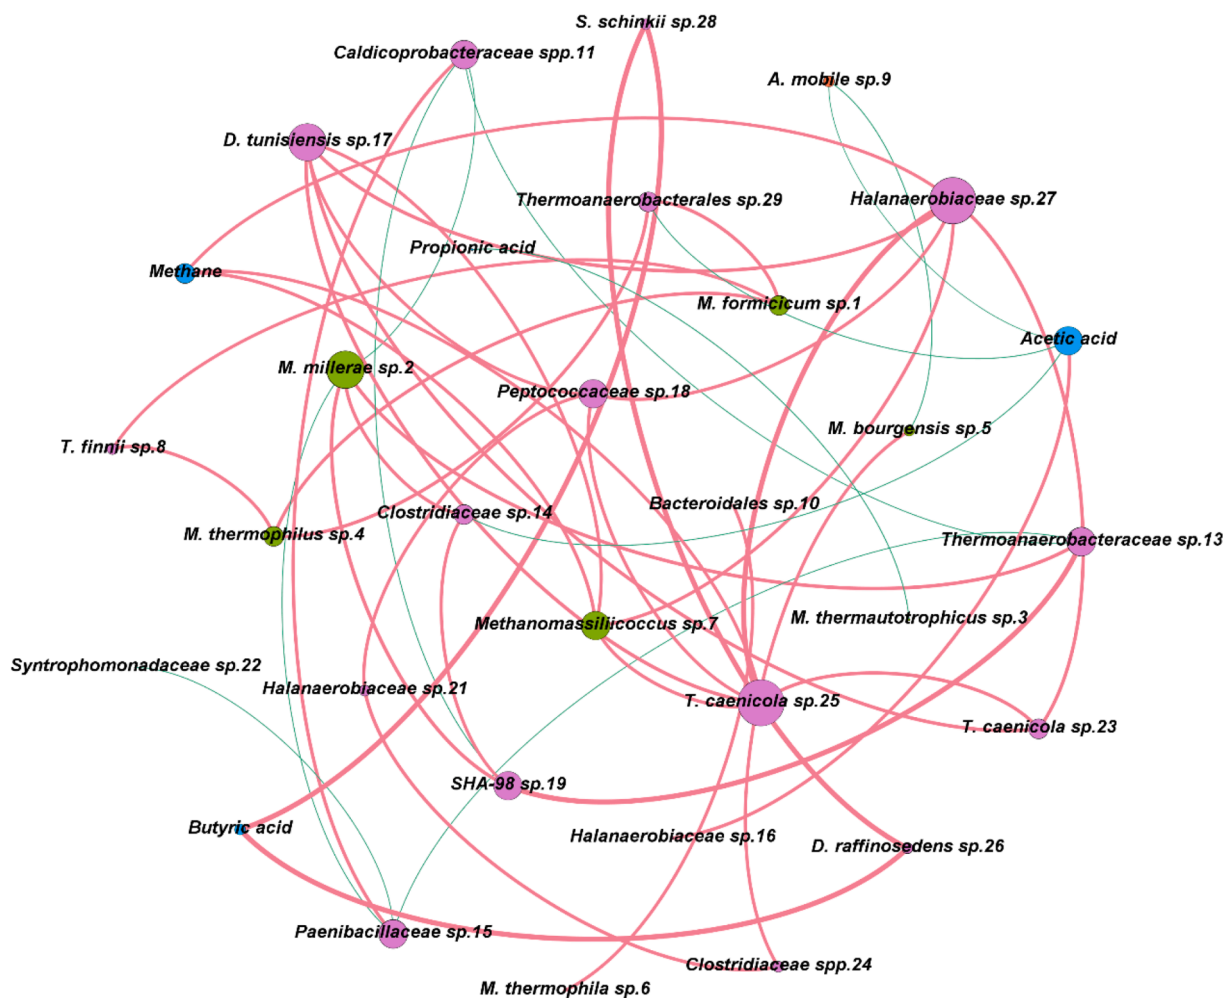 S. schinkii sp.28
Caldicoprobacteraceae spp.11
A. mobile sp.9
D. tunisiensis sp.17
Thermoanaerobacterales sp.29
Halanaerobiaceae sp.27
Propionic acid
Methane
M. formicicum sp.1
Acetic acid
M. millerae sp.2
Peptococcaceae sp.18
M. bourgensis sp.5
T. finnii sp.8
Bacteroidales sp.10
Clostridiaceae sp.14
M. thermophilus sp.4
Thermoanaerobacteraceae sp.13
M. thermautotrophicus sp.3
Methanomassiliicoccus sp.7
Syntrophomonadaceae sp.22
Halanaerobiaceae sp.21
T. caenicola sp.25
T. caenicola sp.23
SHA-98 sp.19
Butyric acid
Halanaerobiaceae sp.16
D. raffinosedens sp.26
Paenibacillaceae sp.15
Clostridiaceae spp.24
M. thermophila sp.6